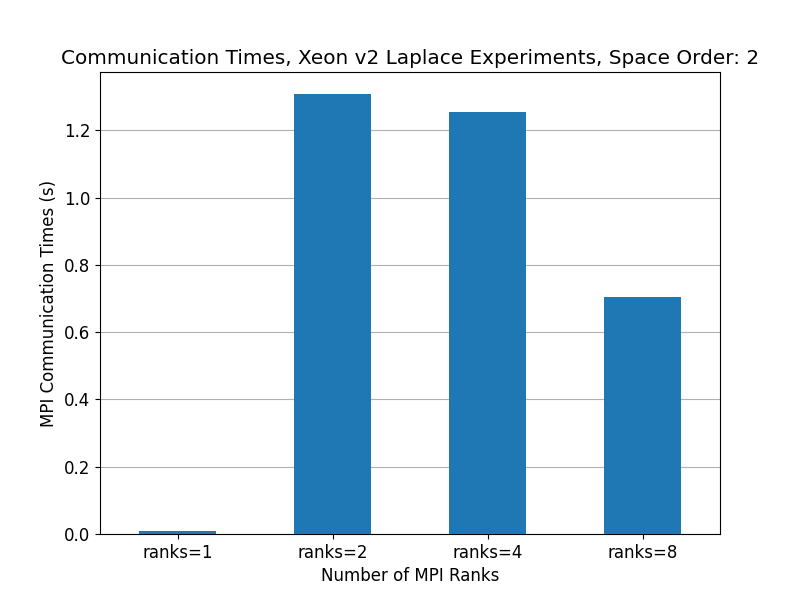 Communication Times, Xeon v2 Laplace Experiments, Space Order: 2
MPI Communication Times (s)
1.2
1.0
0.8
0.6
0.4
0.2
0.0
ranks=1 ranks=2 ranks=4 ranks=8
Number of MPI Ranks